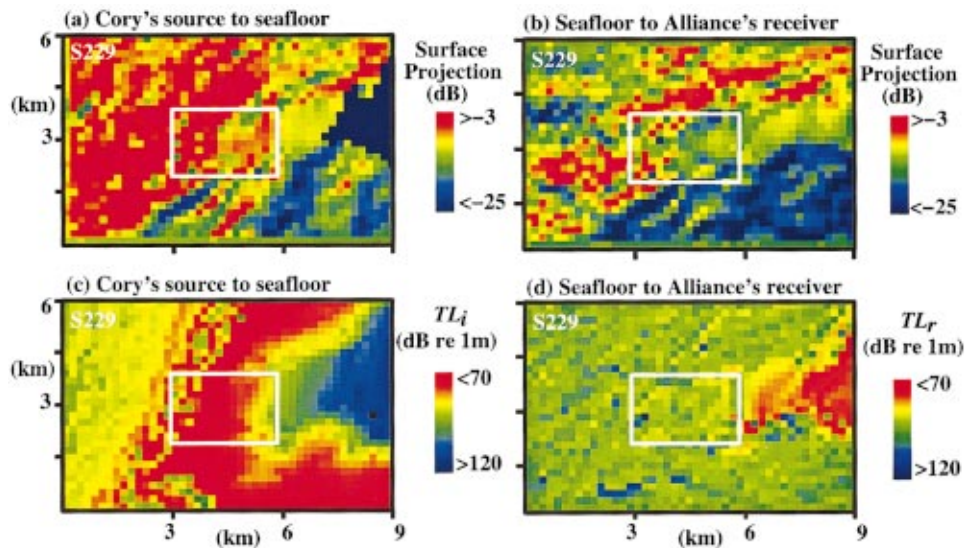 (a) Cory's source to seafloor
(b) Seafloor to Alliance's receiver
6
S229
(km)
3
Surface
Projection
(dB)
>−3
<−25
S229
Surface
Projection
(dB)
>−3
<−25
(c) Cory's source to seafloor
(d) Seafloor to Alliance's receiver
6
S229
(km)
3
TLi
(dB re 1m)
<70
>120
S229
TLr
(dB re 1m)
<70
>120
3 6 9
(km)
3 6 9
(km)